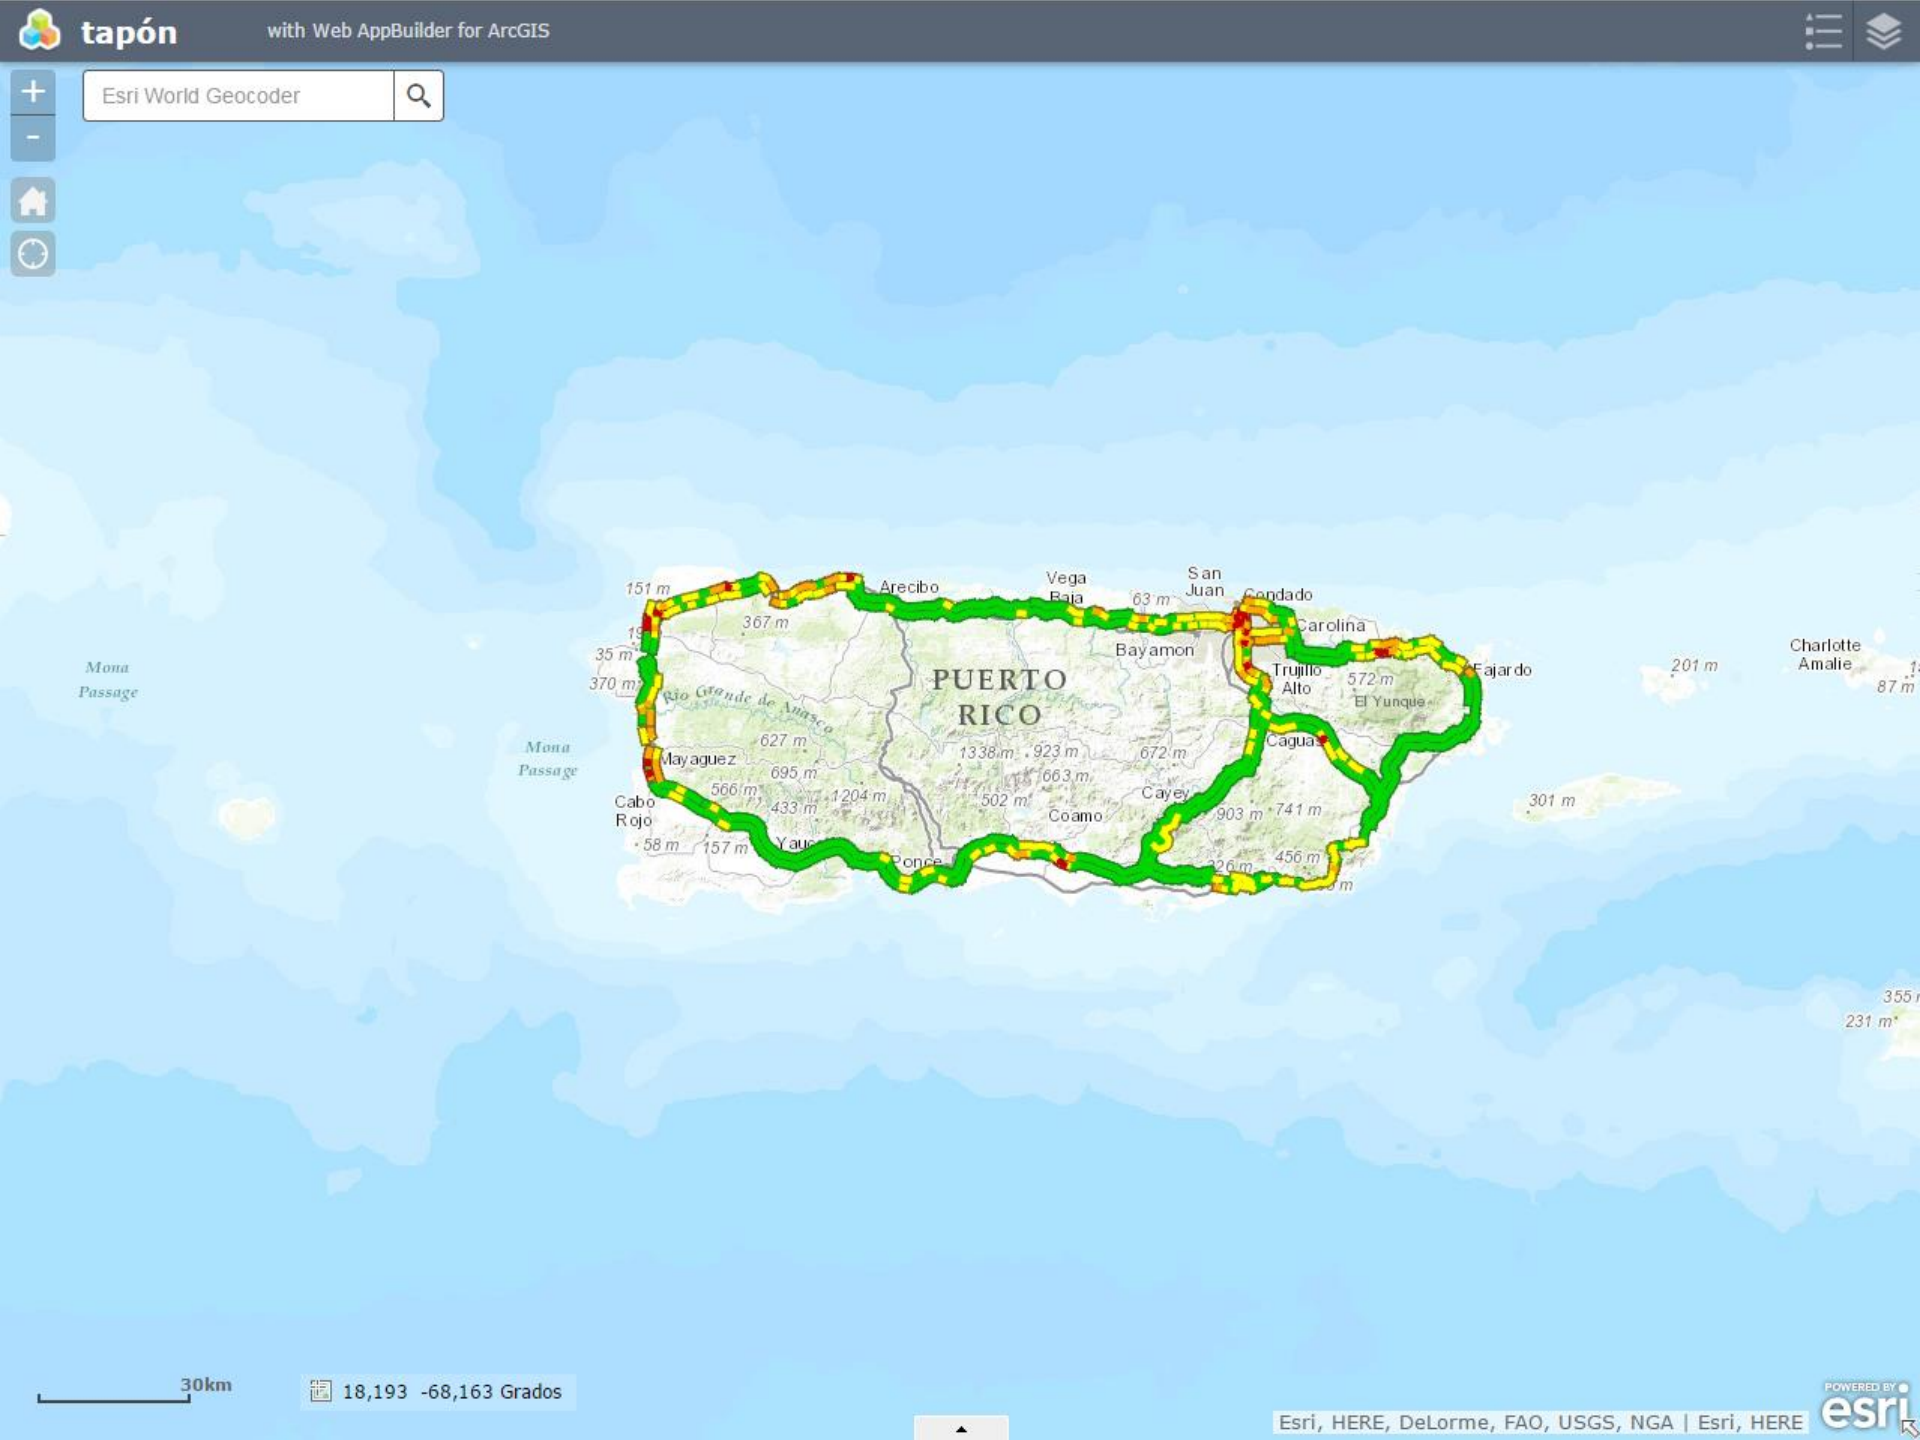 tapón
with Web AppBuilder for ArcGIS
+
-
Esri World Geocoder
151 m
Arecibo
Vega
Baja
63 m
San
Juan
Condado
367 m
Carolina
35 m
Bayamon
Mona
Passage
370 m
Rio Grande de Anasco
PUERTO
RICO
Trujillo
Alto
572 m
El Yunque
Fajardo
201 m
Charlotte
Amalie
87 m
Mona
Passage
Mayaguez
627 m
695 m
1338 m
923 m
663 m
672 m
Caguas
Cabo
Rojo
566 m
433 m
1204 m
502 m
Coamo
Cayey
903 m
741 m
301 m
58 m
157 m
Ponce
456 m
355
231 m
30km
18,193 -68,163 Grados
Esri, HERE, DeLorme, FAO, USGS, NGA | Esri, HERE
POWERED BY
esri